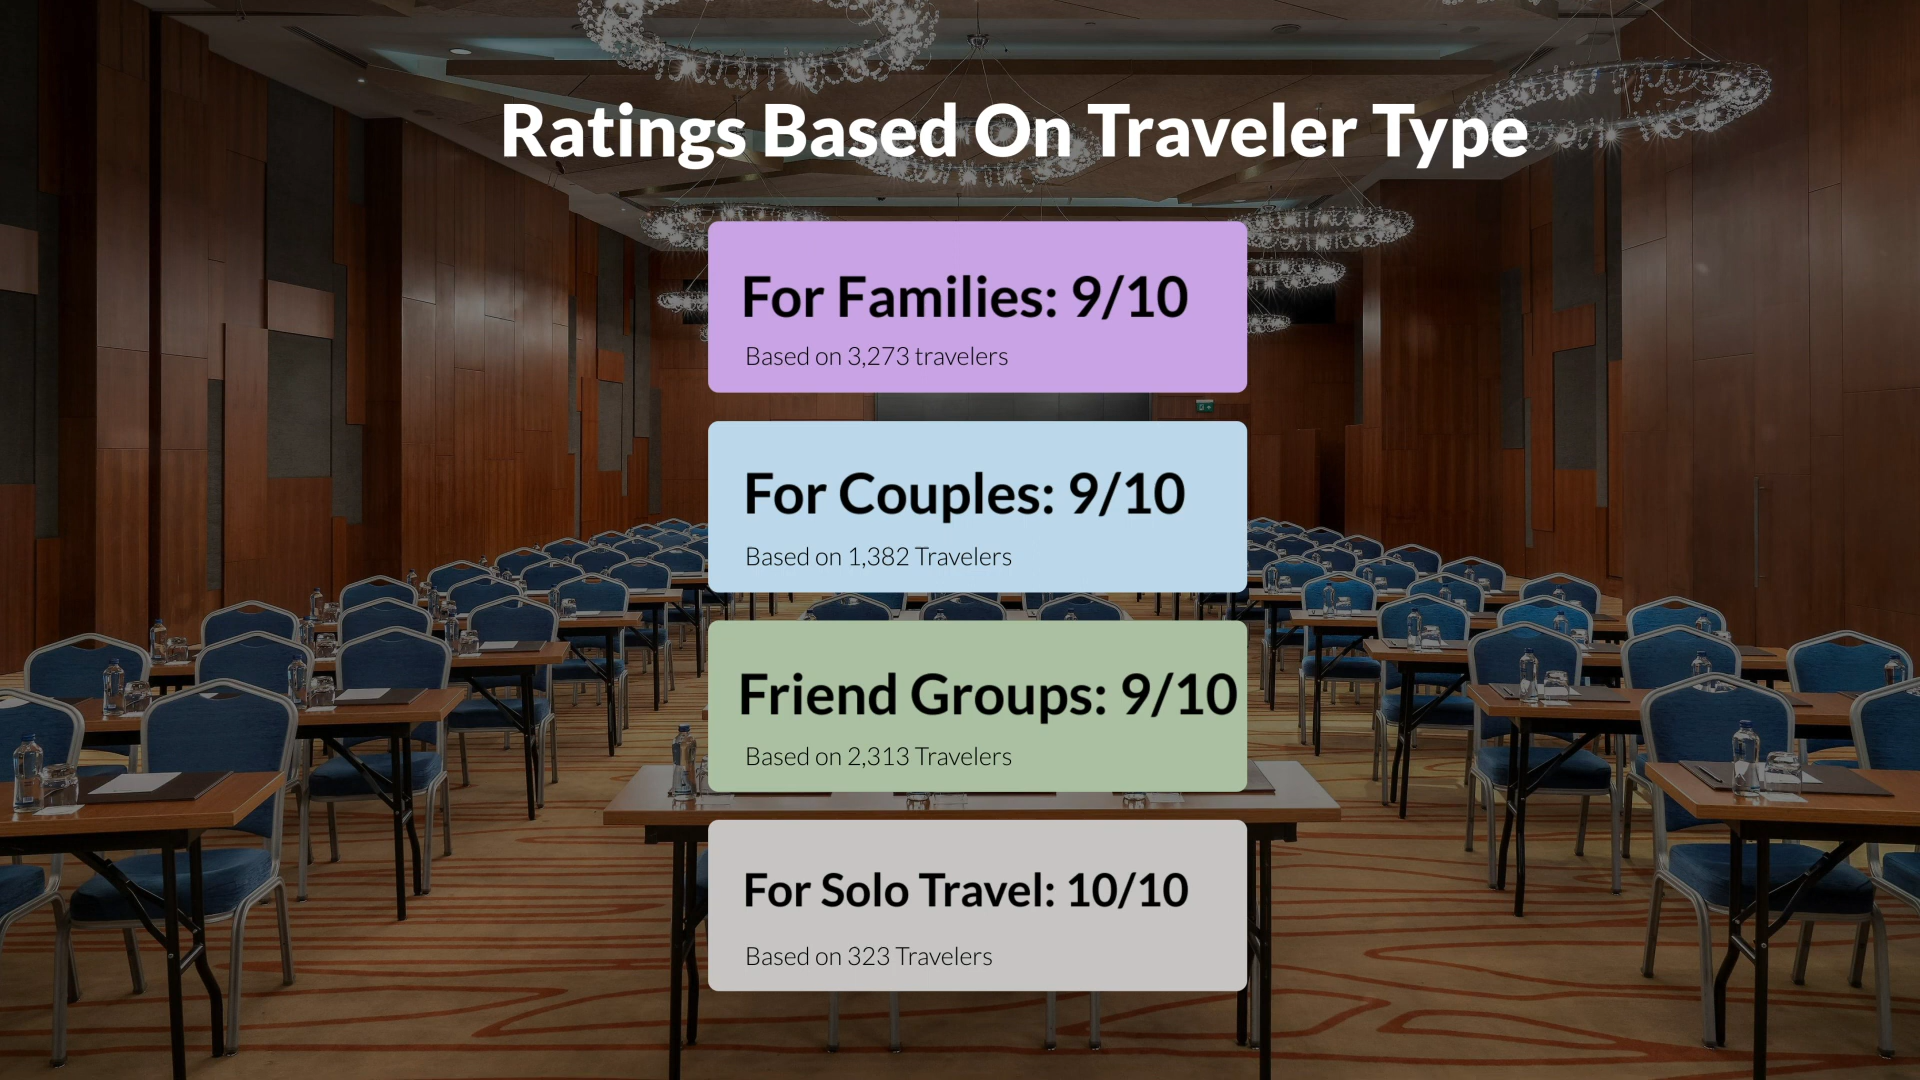 Ratings Based On Traveler Type
For Families: 9/10
Based on 3,273 travelers
For Couples: 9/10
Based on 1,382 Travelers
Friend Groups: 9/10
Based on 2,313 Travelers
For Solo Travel: 10/10
Based on 323 Travelers